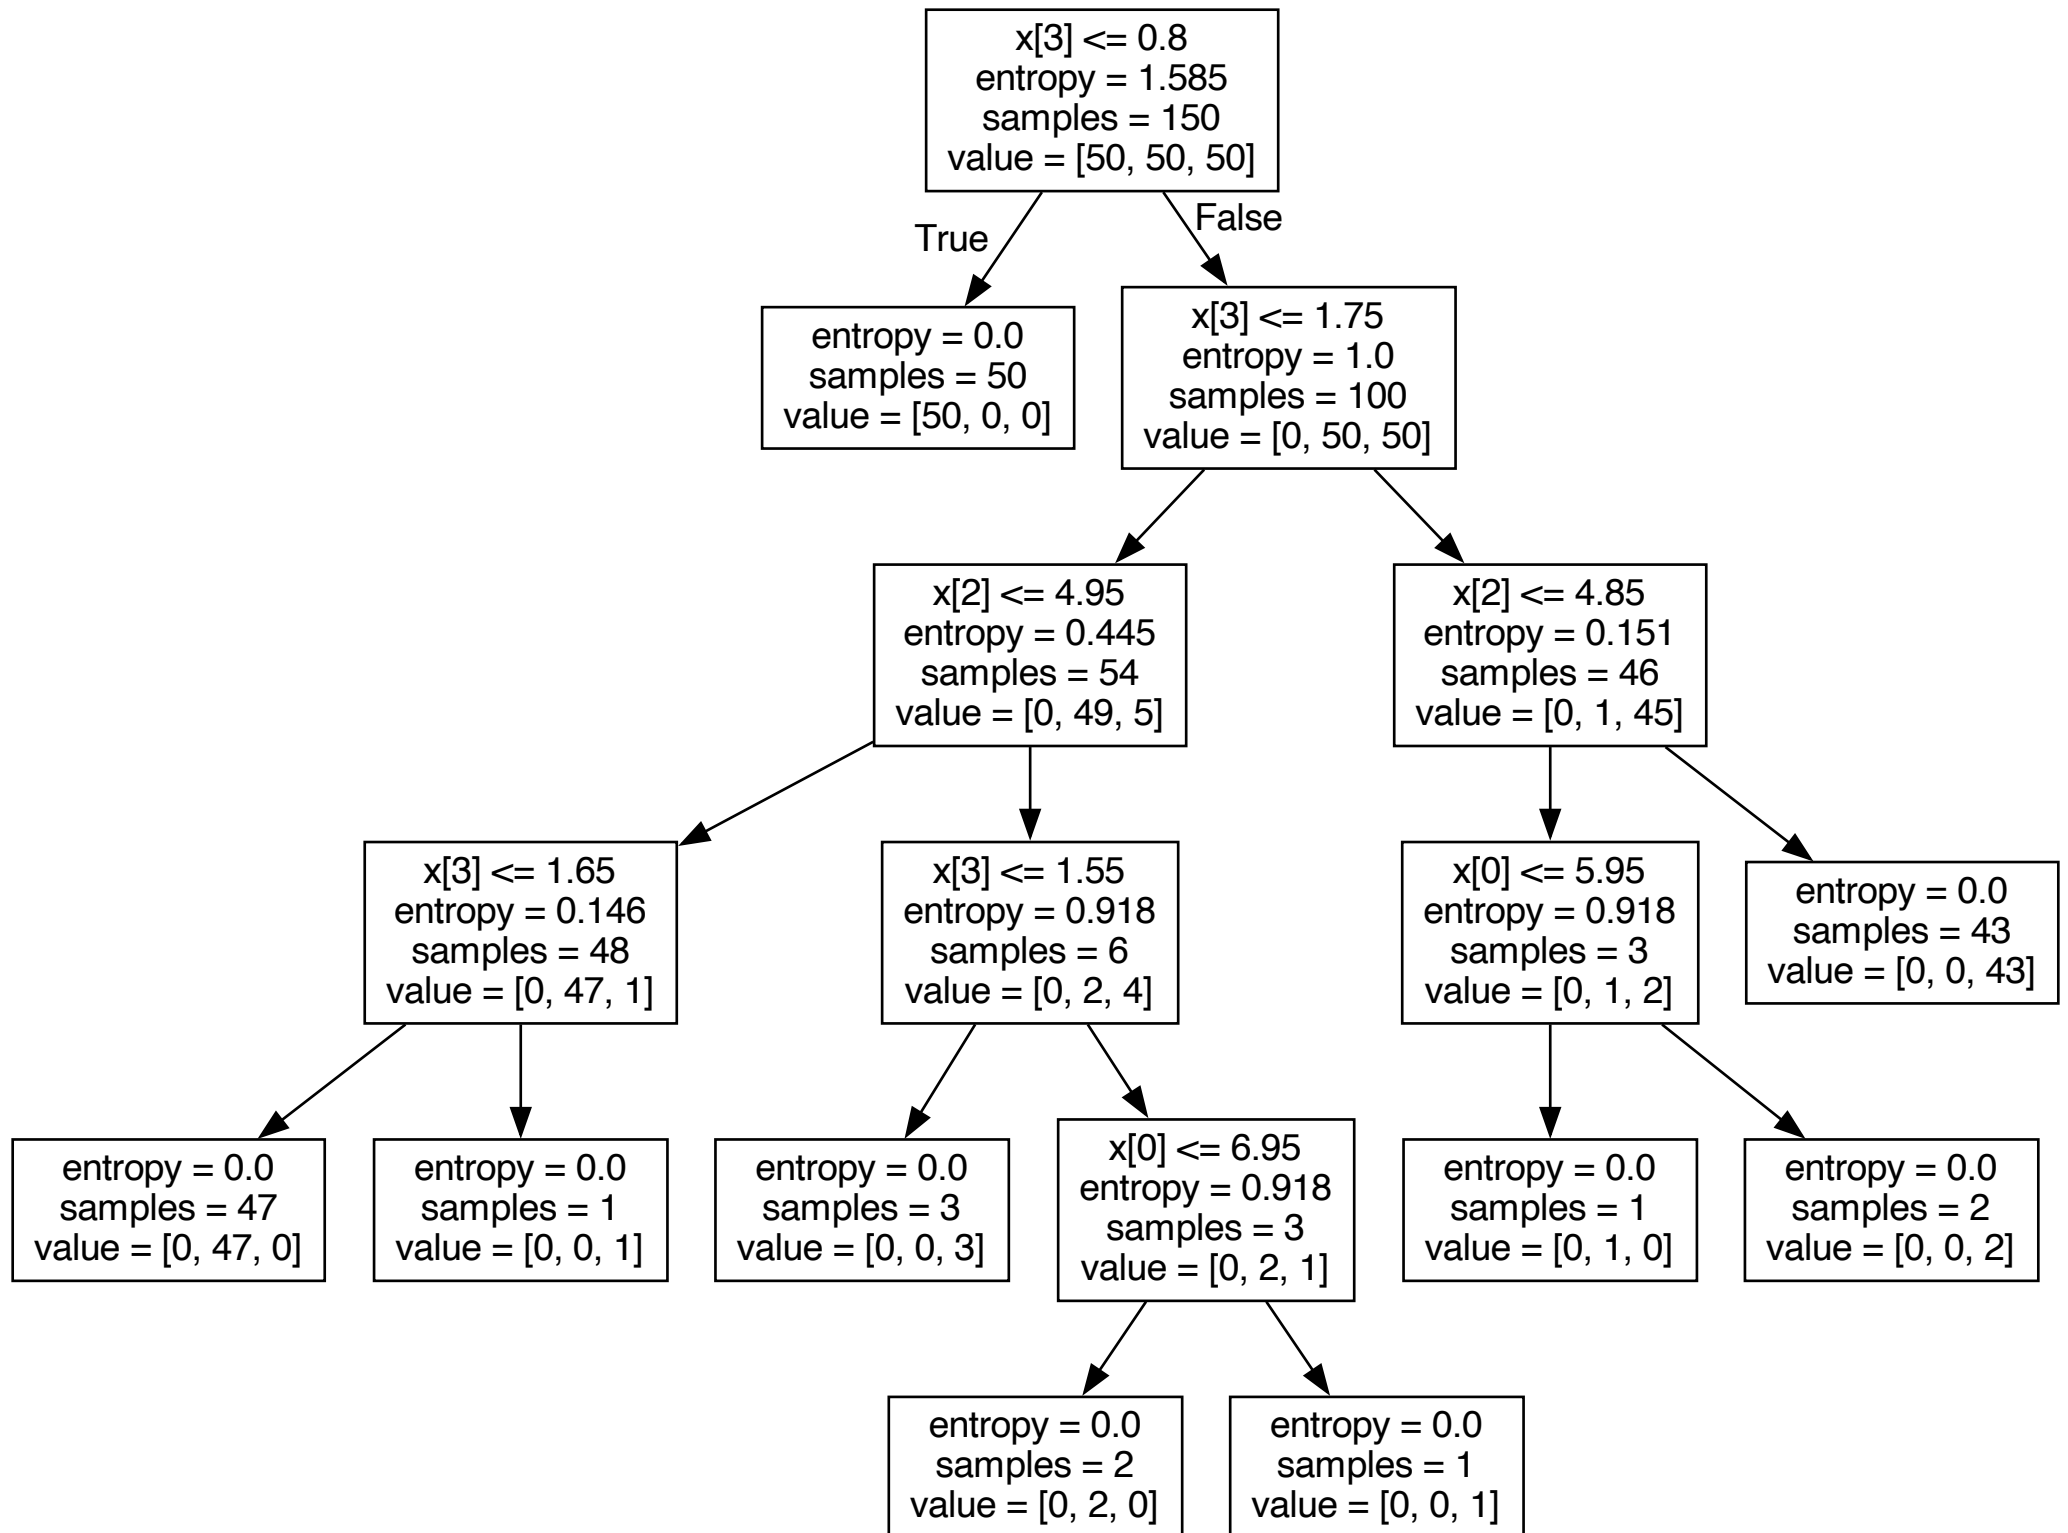 x[3] <= 0.8
entropy = 1.585
samples = 150
value = [50, 50, 50]
True
False
entropy = 0.0
samples = 50
value = [50, 0, 0]
x[3] <= 1.75
entropy = 1.0
samples = 100
value = [0, 50, 50]
x[2] <= 4.95
entropy = 0.445
samples = 54
value = [0, 49, 5]
x[2] <= 4.85
entropy = 0.151
samples = 46
value = [0, 1, 45]
x[3] <= 1.65
entropy = 0.146
samples = 48
value = [0, 47, 1]
x[3] <= 1.55
entropy = 0.918
samples = 6
value = [0, 2, 4]
x[0] <= 5.95
entropy = 0.918
samples = 3
value = [0, 1, 2]
entropy = 0.0
samples = 43
value = [0, 0, 43]
entropy = 0.0
samples = 47
value = [0, 47, 0]
entropy = 0.0
samples = 1
value = [0, 0, 1]
entropy = 0.0
samples = 3
value = [0, 0, 3]
x[0] <= 6.95
entropy = 0.918
samples = 3
value = [0, 2, 1]
entropy = 0.0
samples = 1
value = [0, 1, 0]
entropy = 0.0
samples = 2
value = [0, 0, 2]
entropy = 0.0
samples = 2
value = [0, 2, 0]
entropy = 0.0
samples = 1
value = [0, 0, 1]